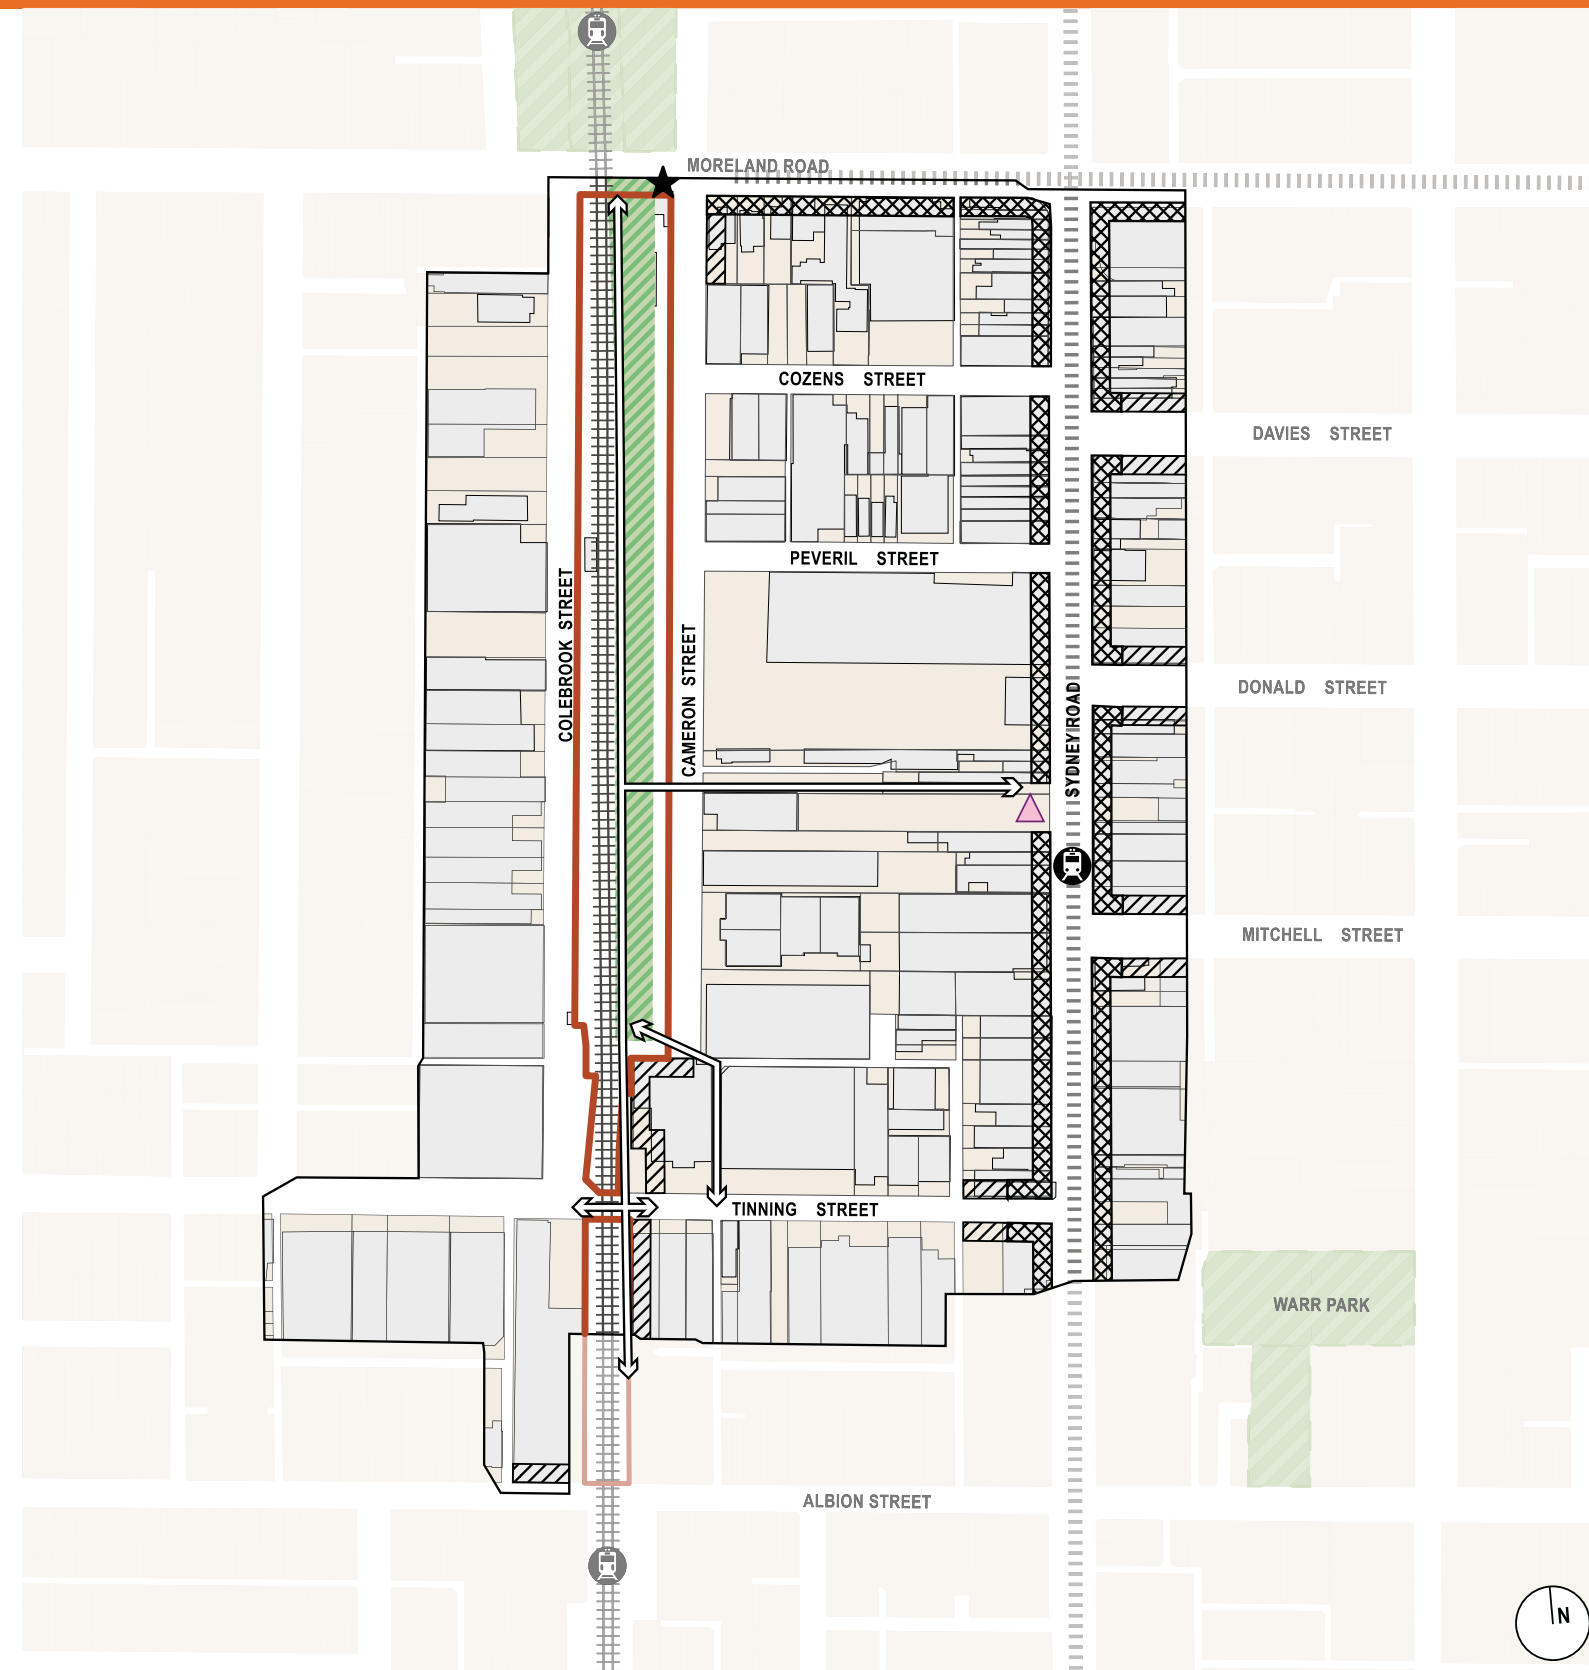 MORELAND ROAD
COZENS STREET
DAVIES STREET
PEVERIL STREET
COLEBROOK STREET
CAMERON STREET
DONALD STREET
SYDNEY ROAD
MITCHELL STREET
TINNING STREET
WARR PARK
ALBION STREET
N